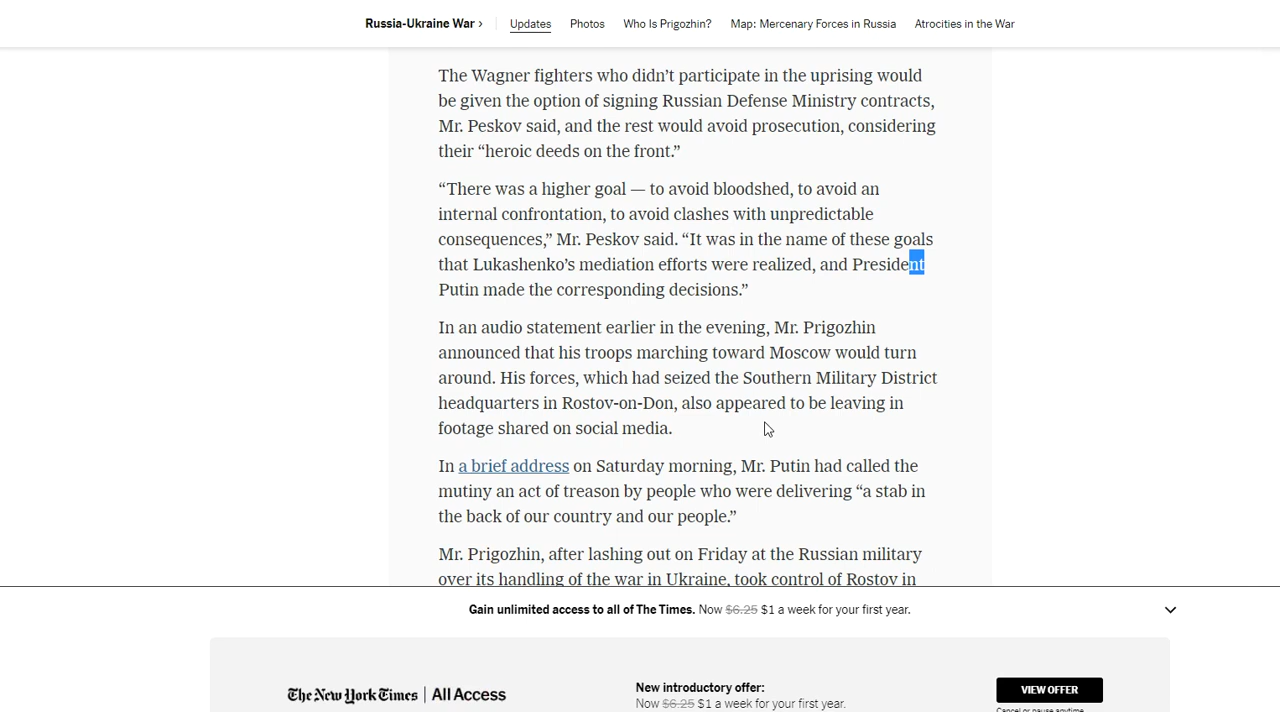 Russia-Ukraine War ›
Updates
Photos
Who Is Prigozhin?
Map: Mercenary Forces in Russia
Atrocities in the War
The Wagner fighters who didn’t participate in the uprising would
be given the option of signing Russian Defense Ministry contracts,
Mr. Peskov said, and the rest would avoid prosecution, considering
their “heroic deeds on the front.”
“There was a higher goal — to avoid bloodshed, to avoid an
internal confrontation, to avoid clashes with unpredictable
consequences,” Mr. Peskov said. “It was in the name of these goals
that Lukashenko’s mediation efforts were realized, and President
Putin made the corresponding decisions.”
In an audio statement earlier in the evening, Mr. Prigozhin
announced that his troops marching toward Moscow would turn
around. His forces, which had seized the Southern Military District
headquarters in Rostov-on-Don, also appeared to be leaving in
footage shared on social media.
In a brief address on Saturday morning, Mr. Putin had called the
mutiny an act of treason by people who were delivering “a stab in
the back of our country and our people.”
Mr. Prigozhin, after lashing out on Friday at the Russian military
over its handling of the war in Ukraine, took control of Rostov in
Gain unlimited access to all of The Times. Now $6.25 $1 a week for your first year.
The New York Times | All Access
New introductory offer:
Now $6.25 $1 a week for your first year.
VIEW OFFER
Cancel or pause anytime.